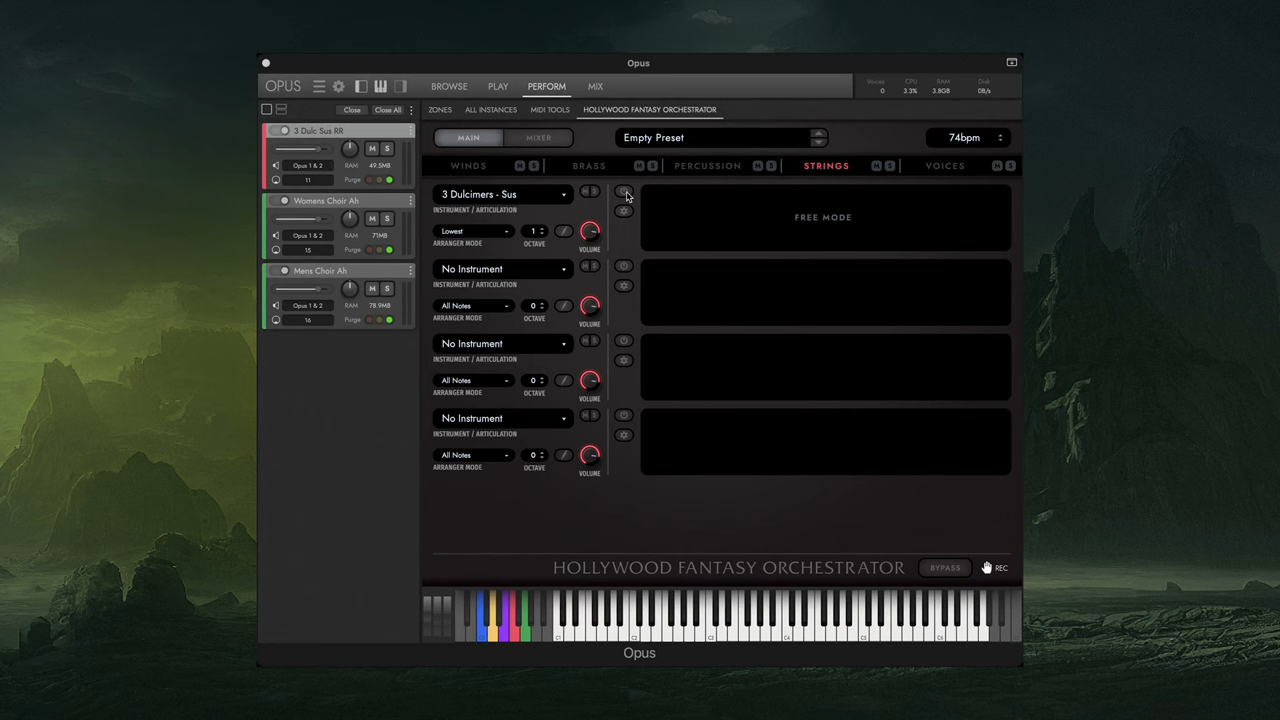 Opus
OPUS
BROWSE PLAY PERFORM MIX
Voices 0 CPU 3.3% RAM 3.8GB Disk 0B/s
Close Close All
ZONES ALL INSTANCES MIDI TOOLS HOLLYWOOD FANTASY ORCHESTRATOR
3 Dulc Sus RR
M S
Opus 1 & 2 RAM 49.5MB
11 Purge
Womens Choir Ah
M S
Opus 1 & 2 RAM 71MB
15 Purge
Mens Choir Ah
M S
Opus 1 & 2 RAM 78.9MB
16 Purge
MAIN MIXER Empty Preset 74bpm
WINDS M S BRASS M S PERCUSSION M S STRINGS M S VOICES M S
3 Dulcimers - Sus M S
INSTRUMENT / ARTICULATION
FREE MODE
Lowest 1
ARRANGER MODE OCTAVE VOLUME
No Instrument M S
INSTRUMENT / ARTICULATION
All Notes 0
ARRANGER MODE OCTAVE VOLUME
No Instrument M S
INSTRUMENT / ARTICULATION
All Notes 0
ARRANGER MODE OCTAVE VOLUME
No Instrument M S
INSTRUMENT / ARTICULATION
All Notes 0
ARRANGER MODE OCTAVE VOLUME
HOLLYWOOD FANTASY ORCHESTRATOR BYPASS REC
C1 C2 C3 C4 C5 C6
Opus